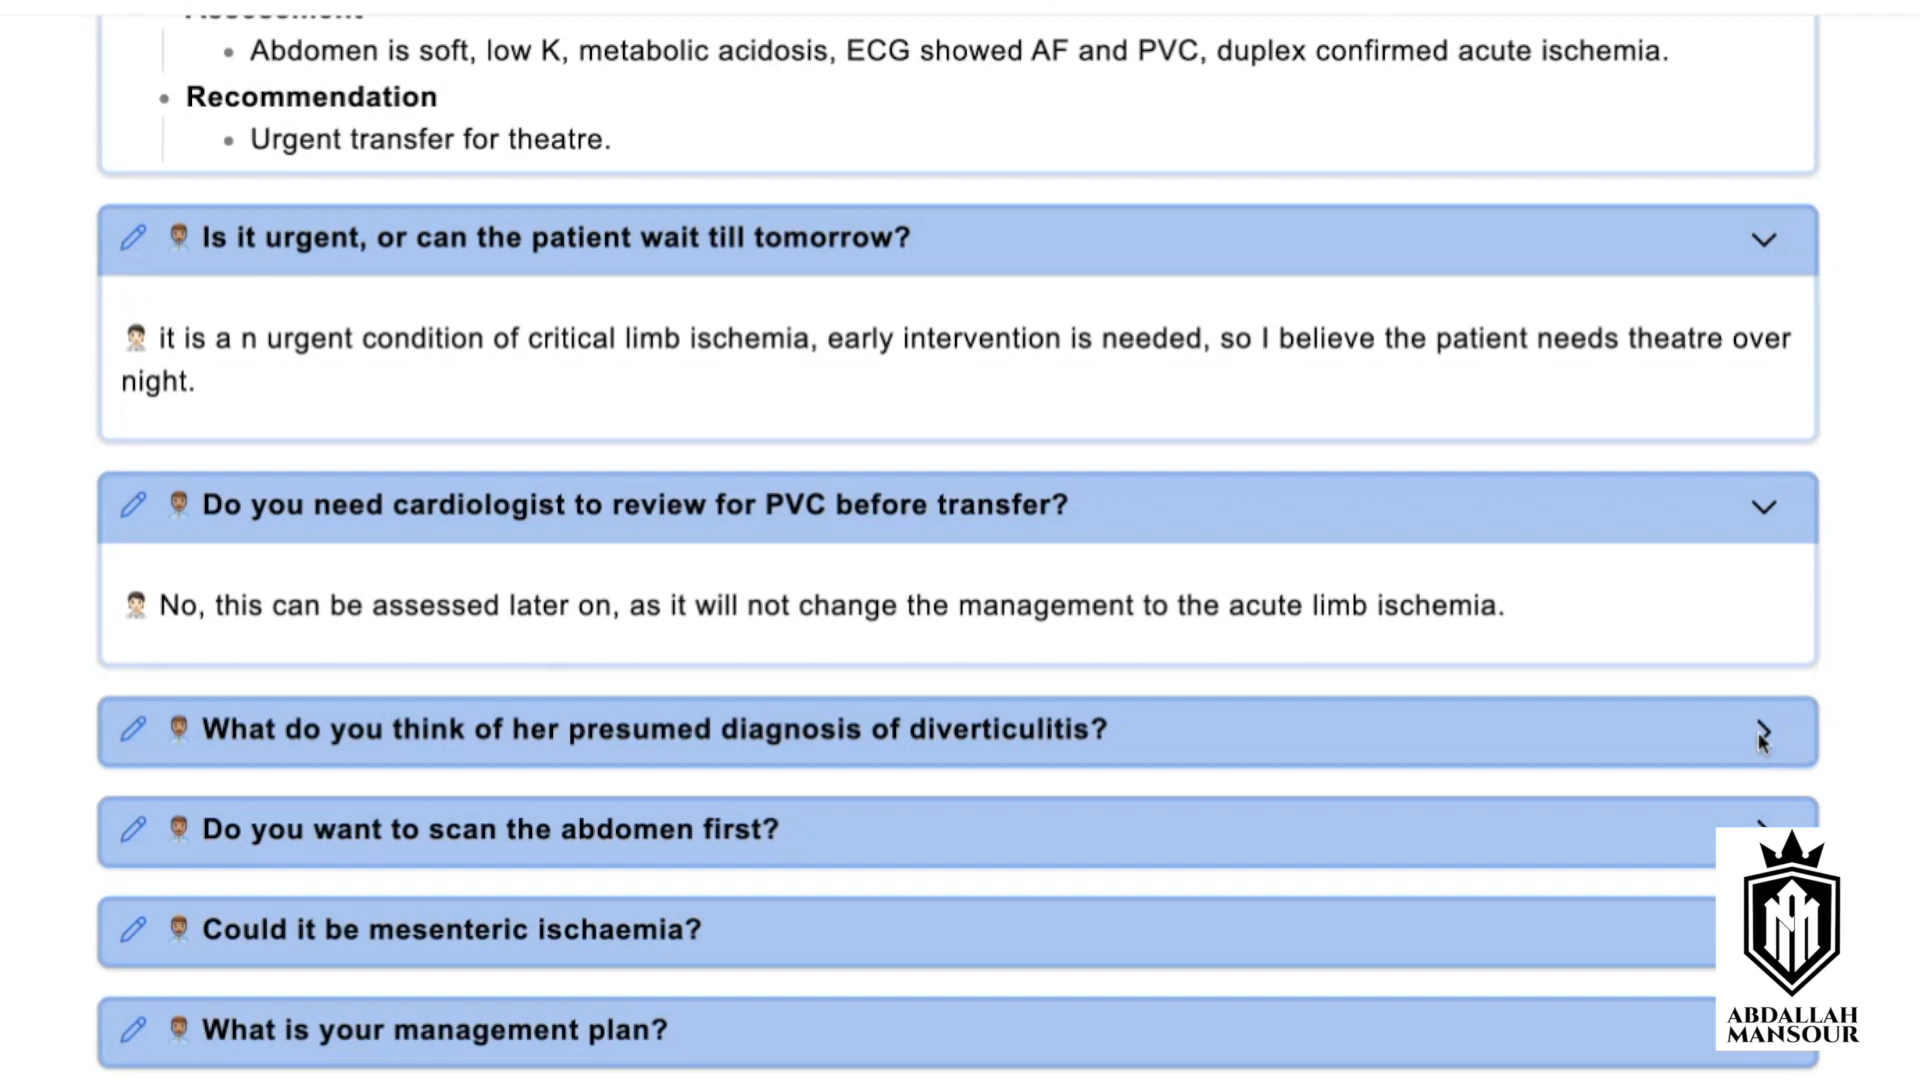 Abdomen is soft, low K, metabolic acidosis, ECG showed AF and PVC, duplex confirmed acute ischemia.
Recommendation
Urgent transfer for theatre.
Is it urgent, or can the patient wait till tomorrow?
it is a n urgent condition of critical limb ischemia, early intervention is needed, so I believe the patient needs theatre over
night.
Do you need cardiologist to review for PVC before transfer?
No, this can be assessed later on, as it will not change the management to the acute limb ischemia.
What do you think of her presumed diagnosis of diverticulitis?
Do you want to scan the abdomen first?
Could it be mesenteric ischaemia?
What is your management plan?
ABDALLAH
MANSOUR